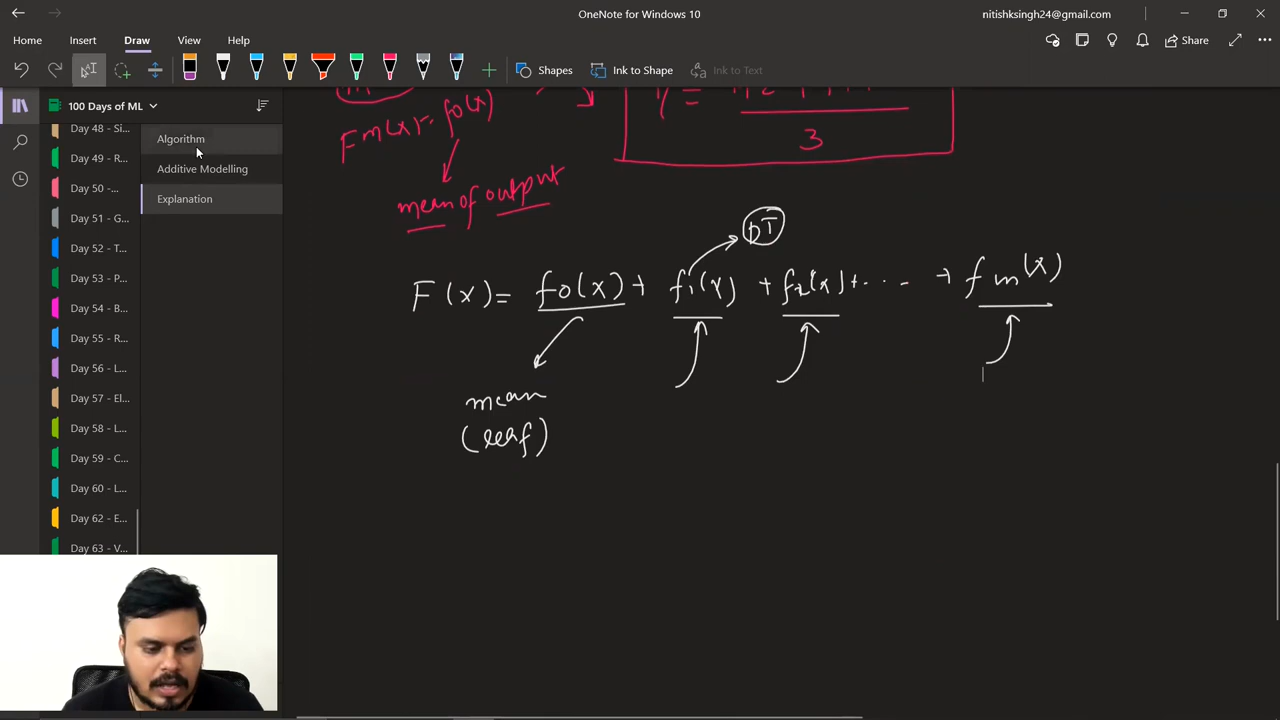 OneNote for Windows 10
nitishksingh24@gmail.com
Home
Insert
Draw
View
Help
Share
Shapes
Ink to Shape
Ink to Text
100 Days of ML
Day 48 - Si...
Day 49 - R...
Day 50 -...
Day 51 - G...
Day 52 - T...
Day 53 - P...
Day 54 - B...
Day 55 - R...
Day 56 - L...
Day 57 - El...
Day 58 - L...
Day 59 - C...
Day 60 - L...
Day 62 - E...
Day 63 - V...
Algorithm
Additive Modelling
Explanation
3
Fm(x) = f0(x)
mean of output
DT
F(x) = f0(x) + f1(x) + f2(x) + ... + fm(x)
mean
(leaf)